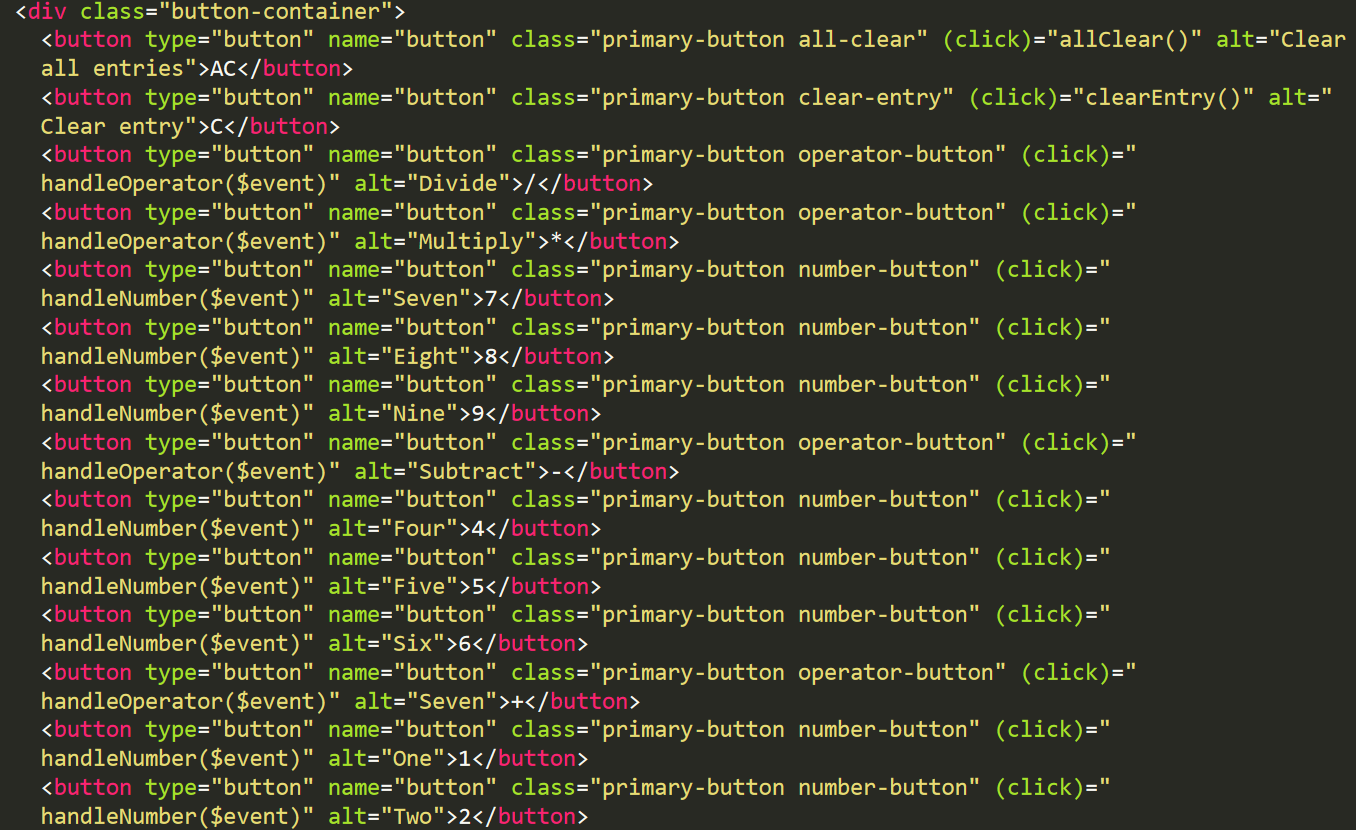 <div class="button-container">
<button type="button" name="button" class="primary-button all-clear" (click)="allClear()" alt="Clear
all entries">AC</button>
<button type="button" name="button" class="primary-button clear-entry" (click)="clearEntry()" alt="
Clear entry">C</button>
<button type="button" name="button" class="primary-button operator-button" (click)="
handleOperator($event)" alt="Divide">/</button>
<button type="button" name="button" class="primary-button operator-button" (click)="
handleOperator($event)" alt="Multiply">*</button>
<button type="button" name="button" class="primary-button number-button" (click)="
handleNumber($event)" alt="Seven">7</button>
<button type="button" name="button" class="primary-button number-button" (click)="
handleNumber($event)" alt="Eight">8</button>
<button type="button" name="button" class="primary-button number-button" (click)="
handleNumber($event)" alt="Nine">9</button>
<button type="button" name="button" class="primary-button operator-button" (click)="
handleOperator($event)" alt="Subtract">-</button>
<button type="button" name="button" class="primary-button number-button" (click)="
handleNumber($event)" alt="Four">4</button>
<button type="button" name="button" class="primary-button number-button" (click)="
handleNumber($event)" alt="Five">5</button>
<button type="button" name="button" class="primary-button number-button" (click)="
handleNumber($event)" alt="Six">6</button>
<button type="button" name="button" class="primary-button operator-button" (click)="
handleOperator($event)" alt="Seven">+</button>
<button type="button" name="button" class="primary-button number-button" (click)="
handleNumber($event)" alt="One">1</button>
<button type="button" name="button" class="primary-button number-button" (click)="
handleNumber($event)" alt="Two">2</button>